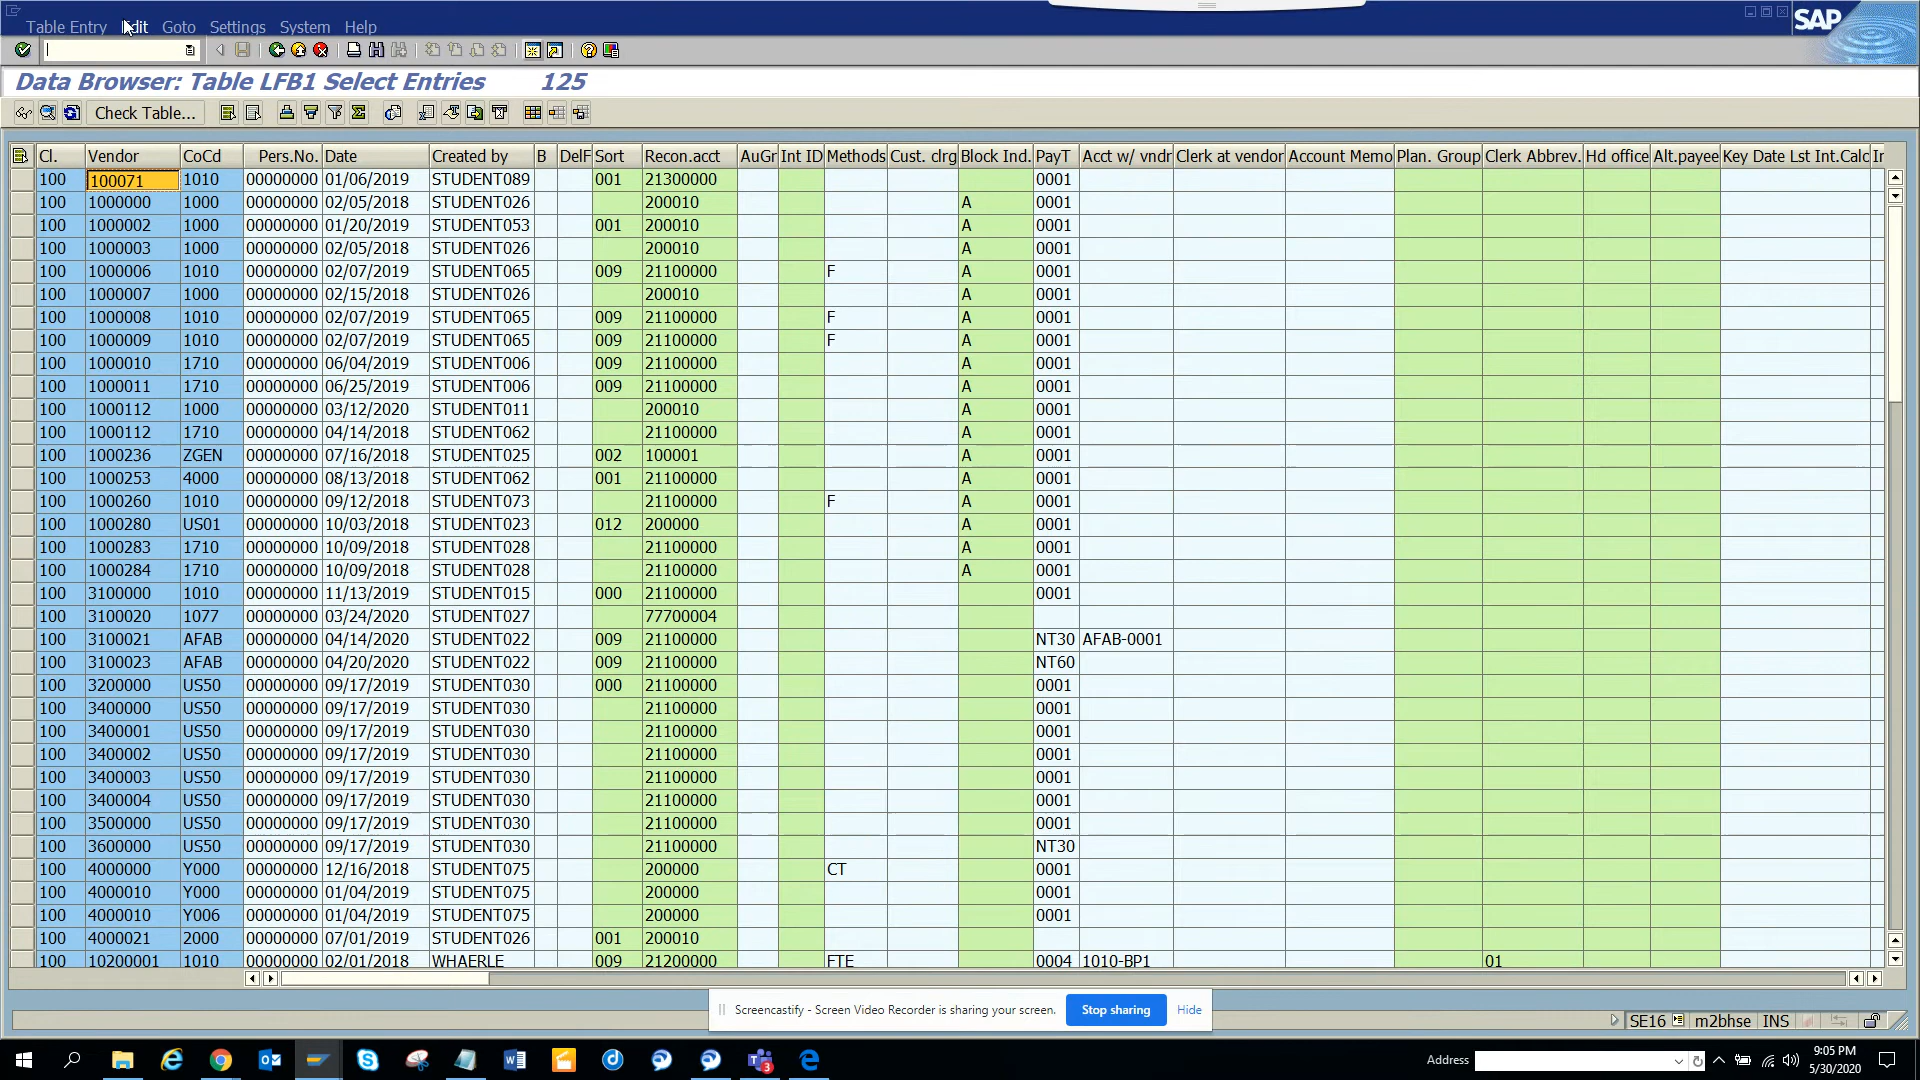 Table Entry Edit Goto Settings System Help
SAP
Data Browser: Table LFB1 Select Entries 125
Check Table...
Cl. Vendor CoCd Pers.No. Date Created by B DelF Sort Recon.acct AuGr Int ID Methods Cust. clrg Block Ind. PayT Acct w/ vndr Clerk at vendor Account Memo Plan. Group Clerk Abbrev. Hd office Alt.payee Key Date Lst Int.Calc
100 100071 1010 00000000 01/06/2019 STUDENT089 001 21300000 0001
100 1000000 1000 00000000 02/05/2018 STUDENT026 200010 A 0001
100 1000002 1000 00000000 01/20/2019 STUDENT053 001 200010 A 0001
100 1000003 1000 00000000 02/05/2018 STUDENT026 200010 A 0001
100 1000006 1010 00000000 02/07/2019 STUDENT065 009 21100000 F A 0001
100 1000007 1000 00000000 02/15/2018 STUDENT026 200010 A 0001
100 1000008 1010 00000000 02/07/2019 STUDENT065 009 21100000 F A 0001
100 1000009 1010 00000000 02/07/2019 STUDENT065 009 21100000 F A 0001
100 1000010 1710 00000000 06/04/2019 STUDENT006 009 21100000 A 0001
100 1000011 1710 00000000 06/25/2019 STUDENT006 009 21100000 A 0001
100 1000112 1000 00000000 03/12/2020 STUDENT011 200010 A 0001
100 1000112 1710 00000000 04/14/2018 STUDENT062 21100000 A 0001
100 1000236 ZGEN 00000000 07/16/2018 STUDENT025 002 100001 A 0001
100 1000253 4000 00000000 08/13/2018 STUDENT062 001 21100000 A 0001
100 1000260 1010 00000000 09/12/2018 STUDENT073 21100000 F A 0001
100 1000280 US01 00000000 10/03/2018 STUDENT023 012 200000 A 0001
100 1000283 1710 00000000 10/09/2018 STUDENT028 21100000 A 0001
100 1000284 1710 00000000 10/09/2018 STUDENT028 21100000 A 0001
100 3100000 1010 00000000 11/13/2019 STUDENT015 000 21100000 0001
100 3100020 1077 00000000 03/24/2020 STUDENT027 77700004
100 3100021 AFAB 00000000 04/14/2020 STUDENT022 009 21100000 NT30 AFAB-0001
100 3100023 AFAB 00000000 04/20/2020 STUDENT022 009 21100000 NT60
100 3200000 US50 00000000 09/17/2019 STUDENT030 000 21100000 0001
100 3400000 US50 00000000 09/17/2019 STUDENT030 21100000 0001
100 3400001 US50 00000000 09/17/2019 STUDENT030 21100000 0001
100 3400002 US50 00000000 09/17/2019 STUDENT030 21100000 0001
100 3400003 US50 00000000 09/17/2019 STUDENT030 21100000 0001
100 3400004 US50 00000000 09/17/2019 STUDENT030 21100000 0001
100 3500000 US50 00000000 09/17/2019 STUDENT030 21100000 0001
100 3600000 US50 00000000 09/17/2019 STUDENT030 21100000 NT30
100 4000000 Y000 00000000 12/16/2018 STUDENT075 200000 CT 0001
100 4000010 Y000 00000000 01/04/2019 STUDENT075 200000 0001
100 4000010 Y006 00000000 01/04/2019 STUDENT075 200000 0001
100 4000021 2000 00000000 07/01/2019 STUDENT026 001 200010
100 10200001 1010 00000000 02/01/2018 WHAERLE 009 21200000 FTE 0004 1010-BP1 01
Screencastify - Screen Video Recorder is sharing your screen. Stop sharing Hide
SE16 m2bhse INS
Address
9:05 PM
5/30/2020
3